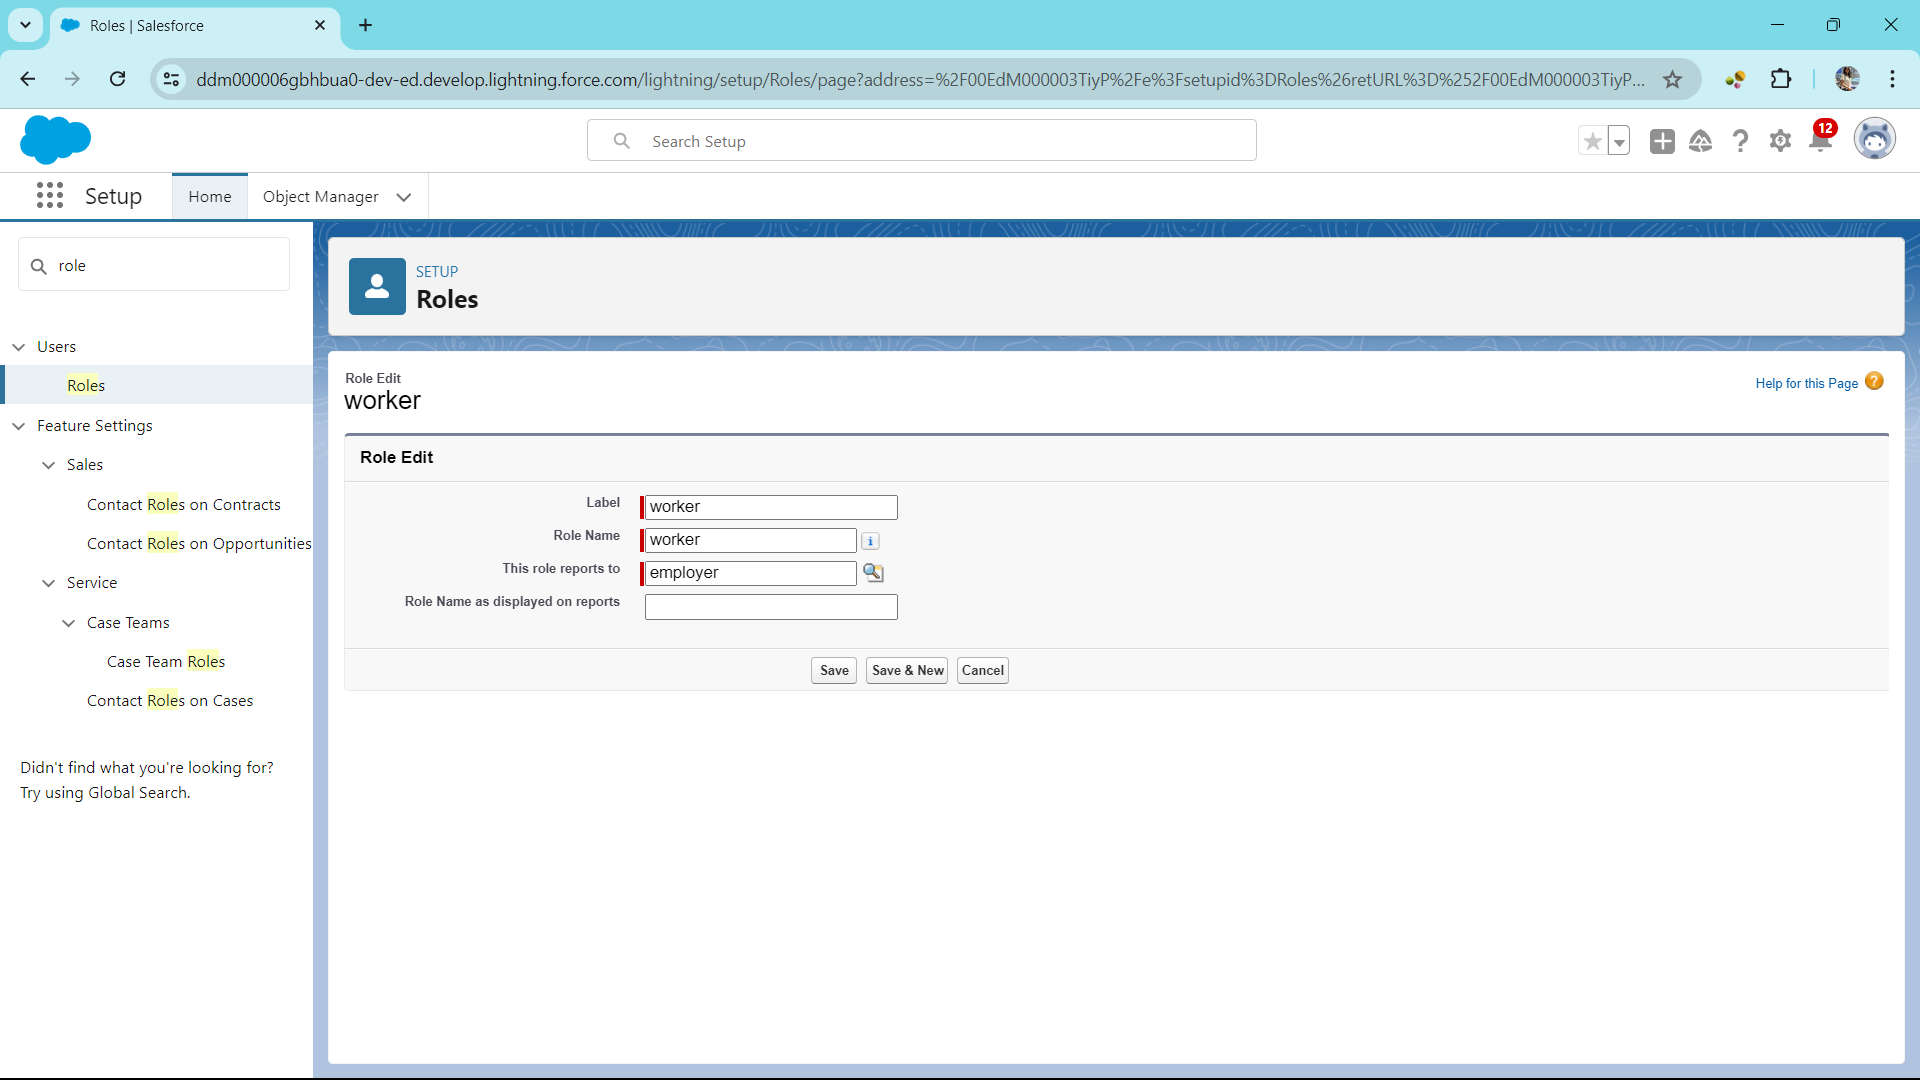 Roles | Salesforce
ddm000006gbhbua0-dev-ed.develop.lightning.force.com/lightning/setup/Roles/page?address=%2F00EdM000003TiyP%2Fe%3Fsetupid%3DRoles%26retURL%3D%252F00EdM000003TiyP...
Search Setup
12
Setup
Home
Object Manager
role
SETUP
Roles
Users
Roles
Feature Settings
Sales
Contact Roles on Contracts
Contact Roles on Opportunities
Service
Case Teams
Case Team Roles
Contact Roles on Cases
Didn't find what you're looking for?
Try using Global Search.
Role Edit
worker
Help for this Page ?
Role Edit
Label worker
Role Name worker i
This role reports to employer
Role Name as displayed on reports
Save Save & New Cancel